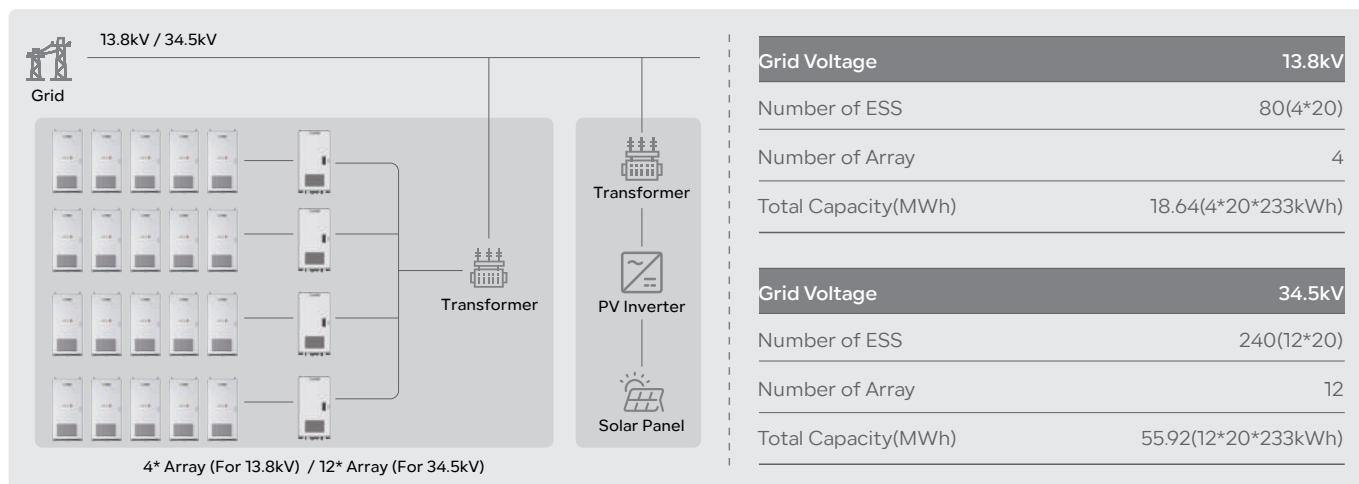 13.8kV / 34.5kV
Grid
Transformer
Transformer
PV Inverter
Solar Panel
4* Array (For 13.8kV) / 12* Array (For 34.5kV)
Grid Voltage 13.8kV
Number of ESS 80(4*20)
Number of Array 4
Total Capacity(MWh) 18.64(4*20*233kWh)
Grid Voltage 34.5kV
Number of ESS 240(12*20)
Number of Array 12
Total Capacity(MWh) 55.92(12*20*233kWh)